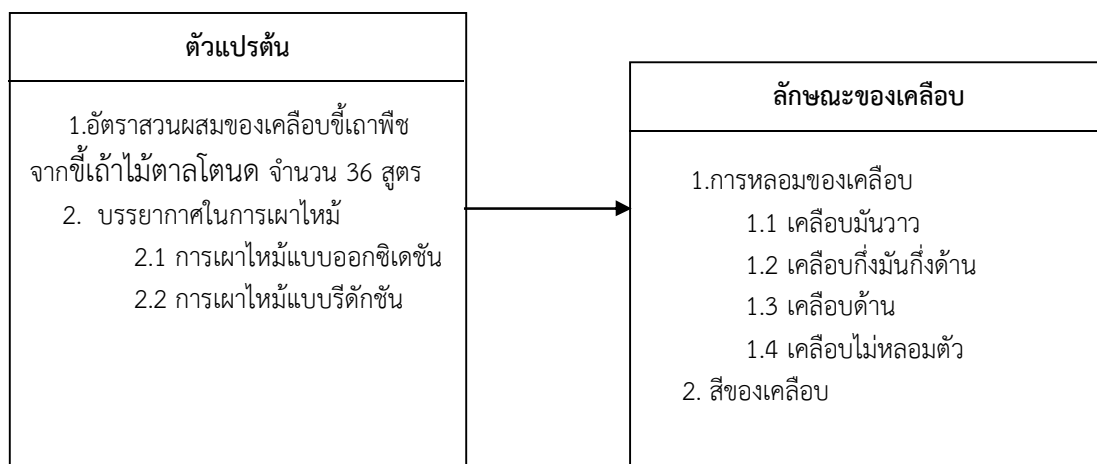 ตัวแปรต้น
1.อัตราสวนผสมของเคลือบขี้เถาพืช
จากขี้เถ้าไม้ตาลโตนด จำนวน 36 สูตร
2. บรรยากาศในการเผาไหม้
2.1 การเผาไหม้แบบออกซิเดชัน
2.2 การเผาไหม้แบบรีดักชัน
ลักษณะของเคลือบ
1.การหลอมของเคลือบ
1.1 เคลือบมันวาว
1.2 เคลือบกึ่งมันกึ่งด้าน
1.3 เคลือบด้าน
1.4 เคลือบไม่หลอมตัว
2. สีของเคลือบ